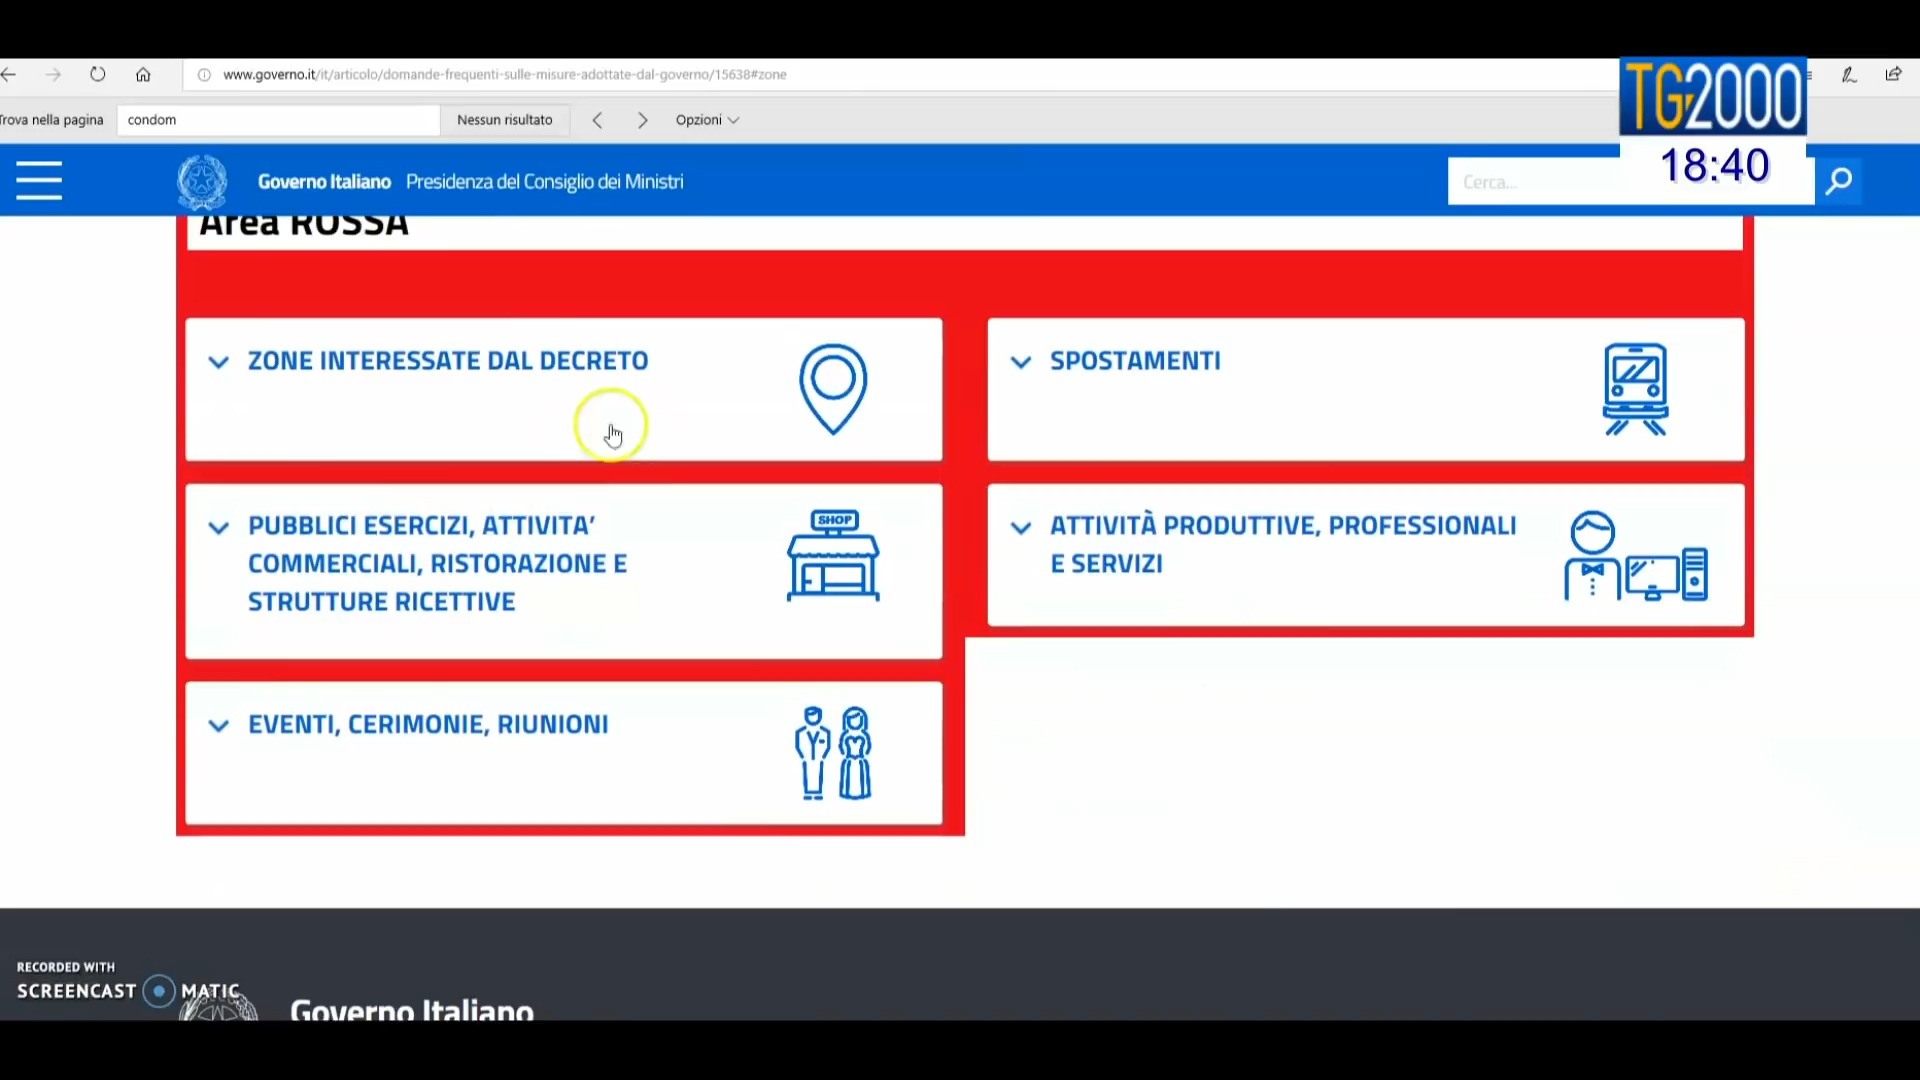 www.governo.it/it/articolo/domande-frequenti-sulle-misure-adottate-dal-governo/15638#zone
TG2000
Trova nella pagina
condom
Nessun risultato
Opzioni
18:40
Governo Italiano Presidenza del Consiglio dei Ministri
Cerca...
Area ROSSA
ZONE INTERESSATE DAL DECRETO
SPOSTAMENTI
PUBBLICI ESERCIZI, ATTIVITA’
COMMERCIALI, RISTORAZIONE E
STRUTTURE RICETTIVE
SHOP
ATTIVITÀ PRODUTTIVE, PROFESSIONALI
E SERVIZI
EVENTI, CERIMONIE, RIUNIONI
RECORDED WITH
SCREENCAST MATIC
Governo Italiano